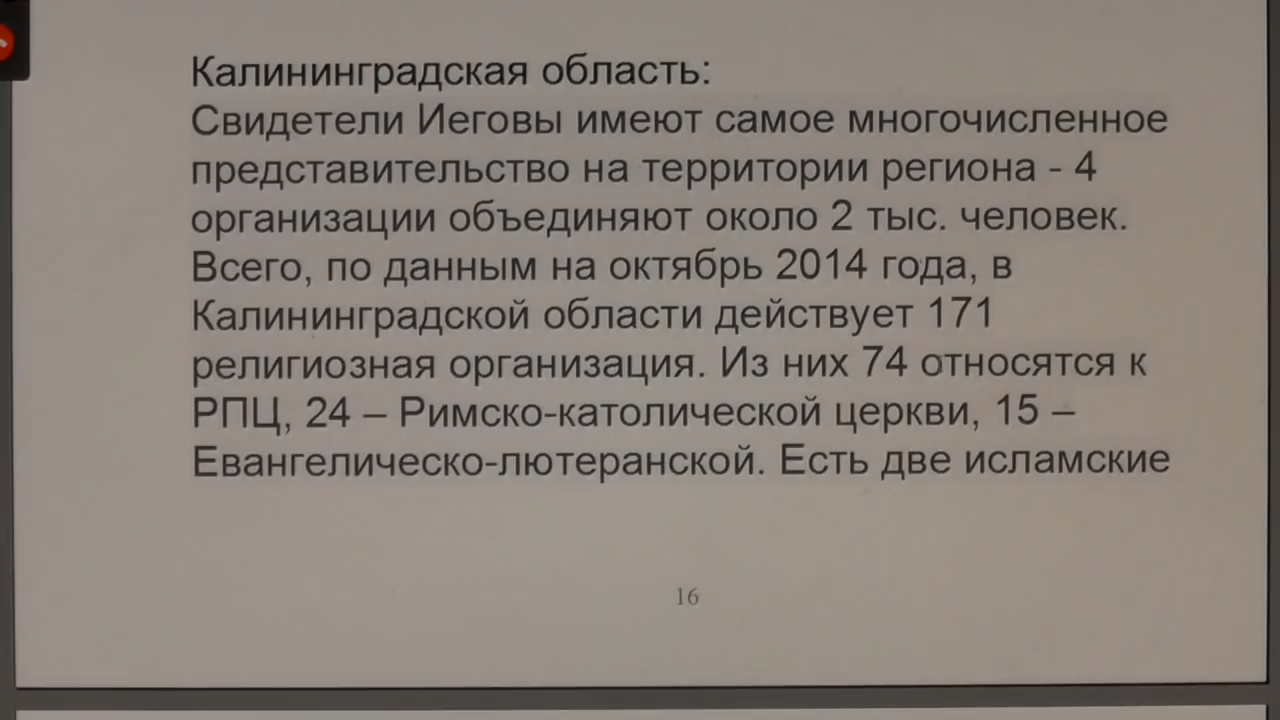 Калининградская область:
Свидетели Иеговы имеют самое многочисленное
представительство на территории региона - 4
организации объединяют около 2 тыс. человек.
Всего, по данным на октябрь 2014 года, в
Калининградской области действует 171
религиозная организация. Из них 74 относятся к
РПЦ, 24 – Римско-католической церкви, 15 –
Евангелическо-лютеранской. Есть две исламские
16